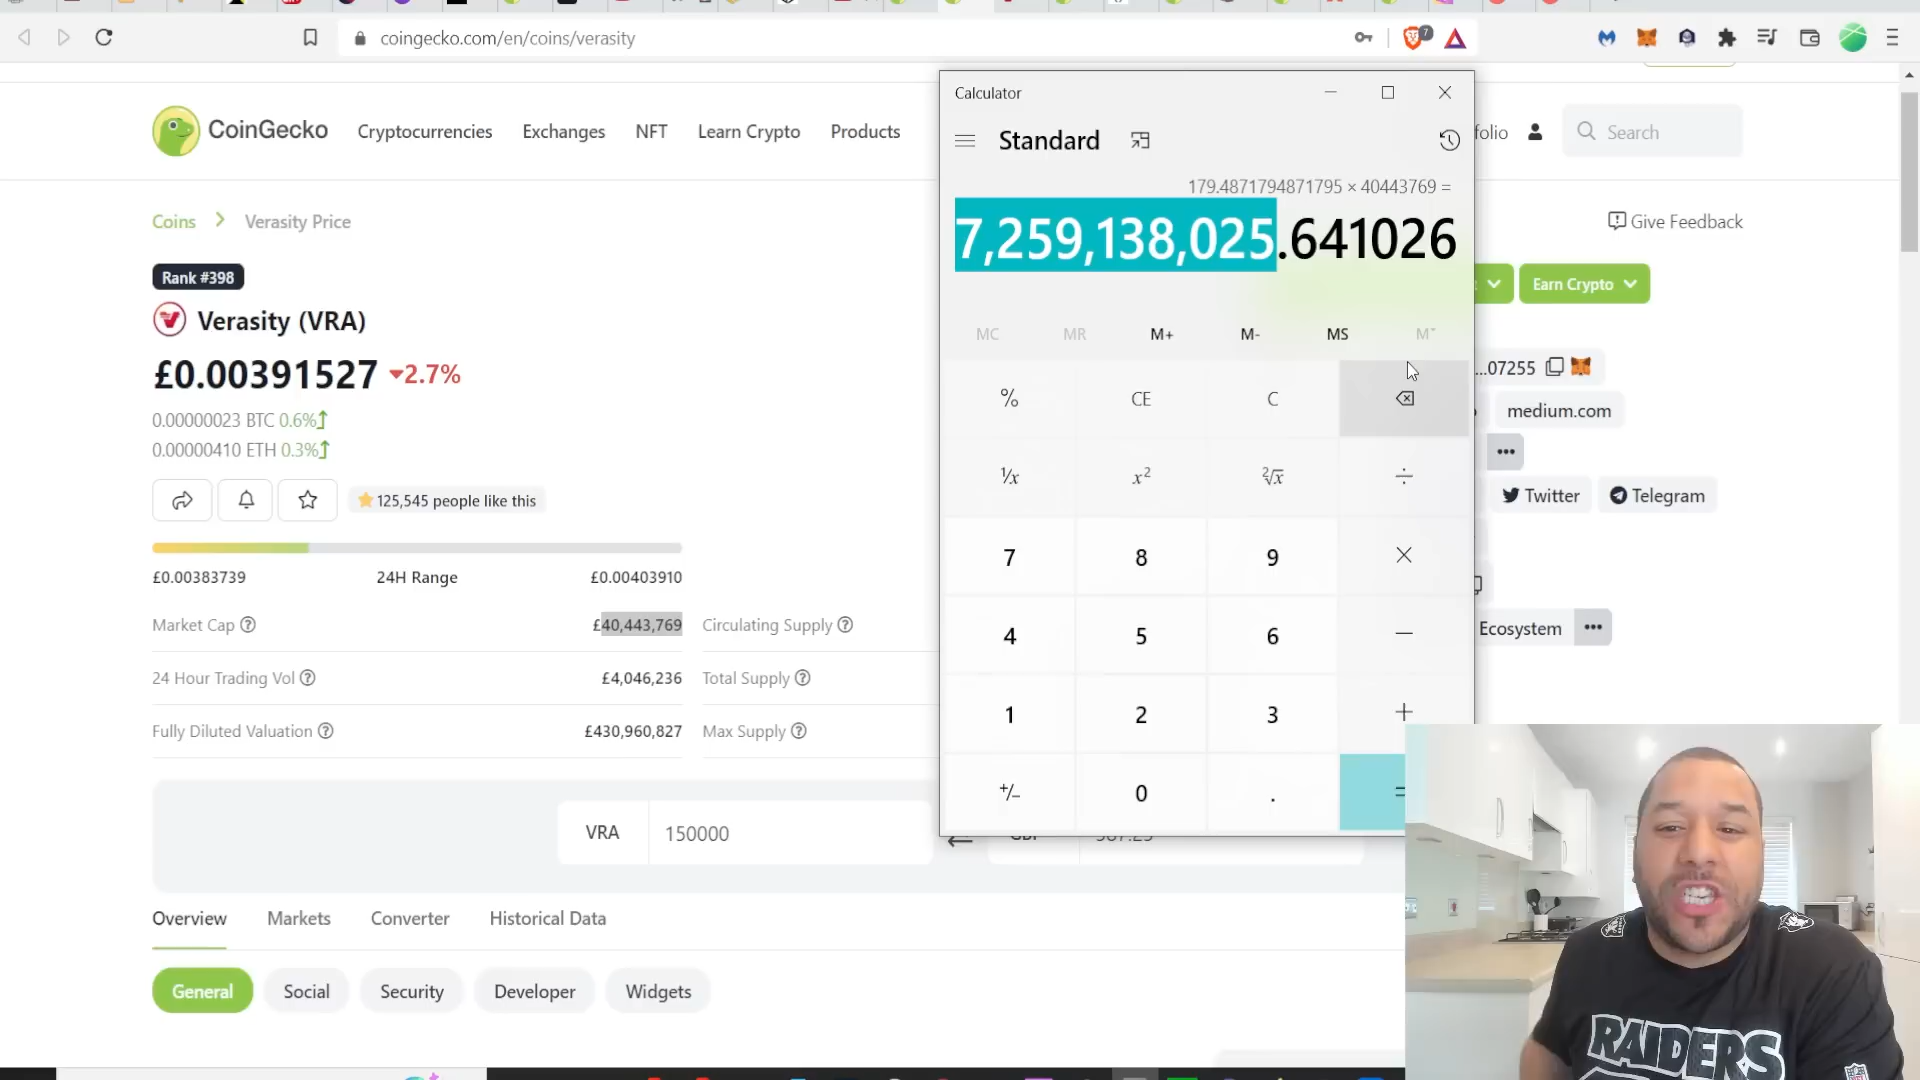 coingecko.com/en/coins/verasity
7
CoinGecko
Cryptocurrencies
Exchanges
NFT
Learn Crypto
Products
folio
Search
Coins
Verasity Price
Give Feedback
Rank #398
Verasity (VRA)
£0.00391527
2.7%
0.00000023 BTC 0.6%
0.00000410 ETH 0.3%
125,545 people like this
£0.00383739
24H Range
£0.00403910
Market Cap
£40,443,769
Circulating Supply
24 Hour Trading Vol
£4,046,236
Total Supply
Fully Diluted Valuation
£430,960,827
Max Supply
VRA
150000
Overview
Markets
Converter
Historical Data
General
Social
Security
Developer
Widgets
Calculator
Standard
179.4871794871795 × 40443769 =
7,259,138,025.641026
MC
MR
M+
M-
MS
M
%
CE
C
1/x
x²
²√x
÷
7
8
9
×
4
5
6
−
1
2
3
+
+/−
0
.
=
Earn Crypto
...07255
medium.com
Twitter
Telegram
Ecosystem
RAIDERS